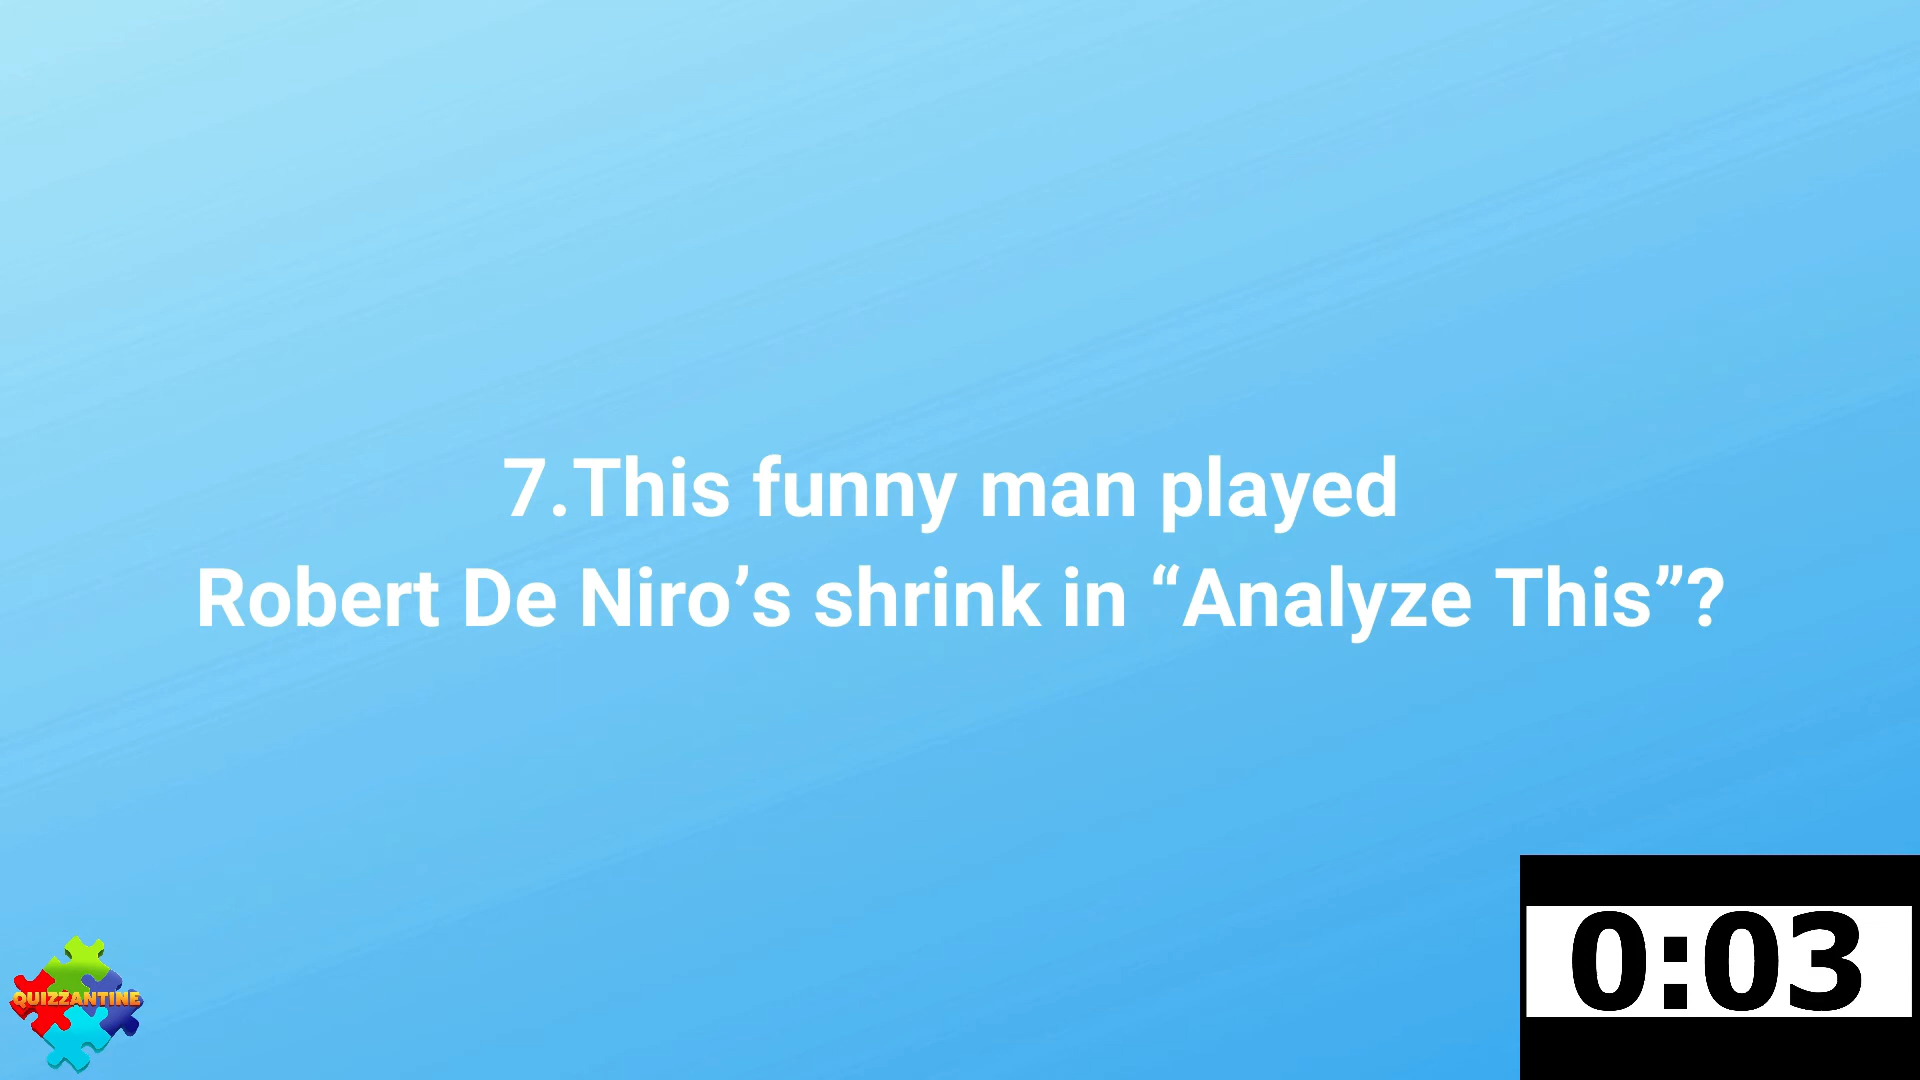 7.This funny man played
Robert De Niro’s shrink in “Analyze This”?
QUIZZANTINE
0:03